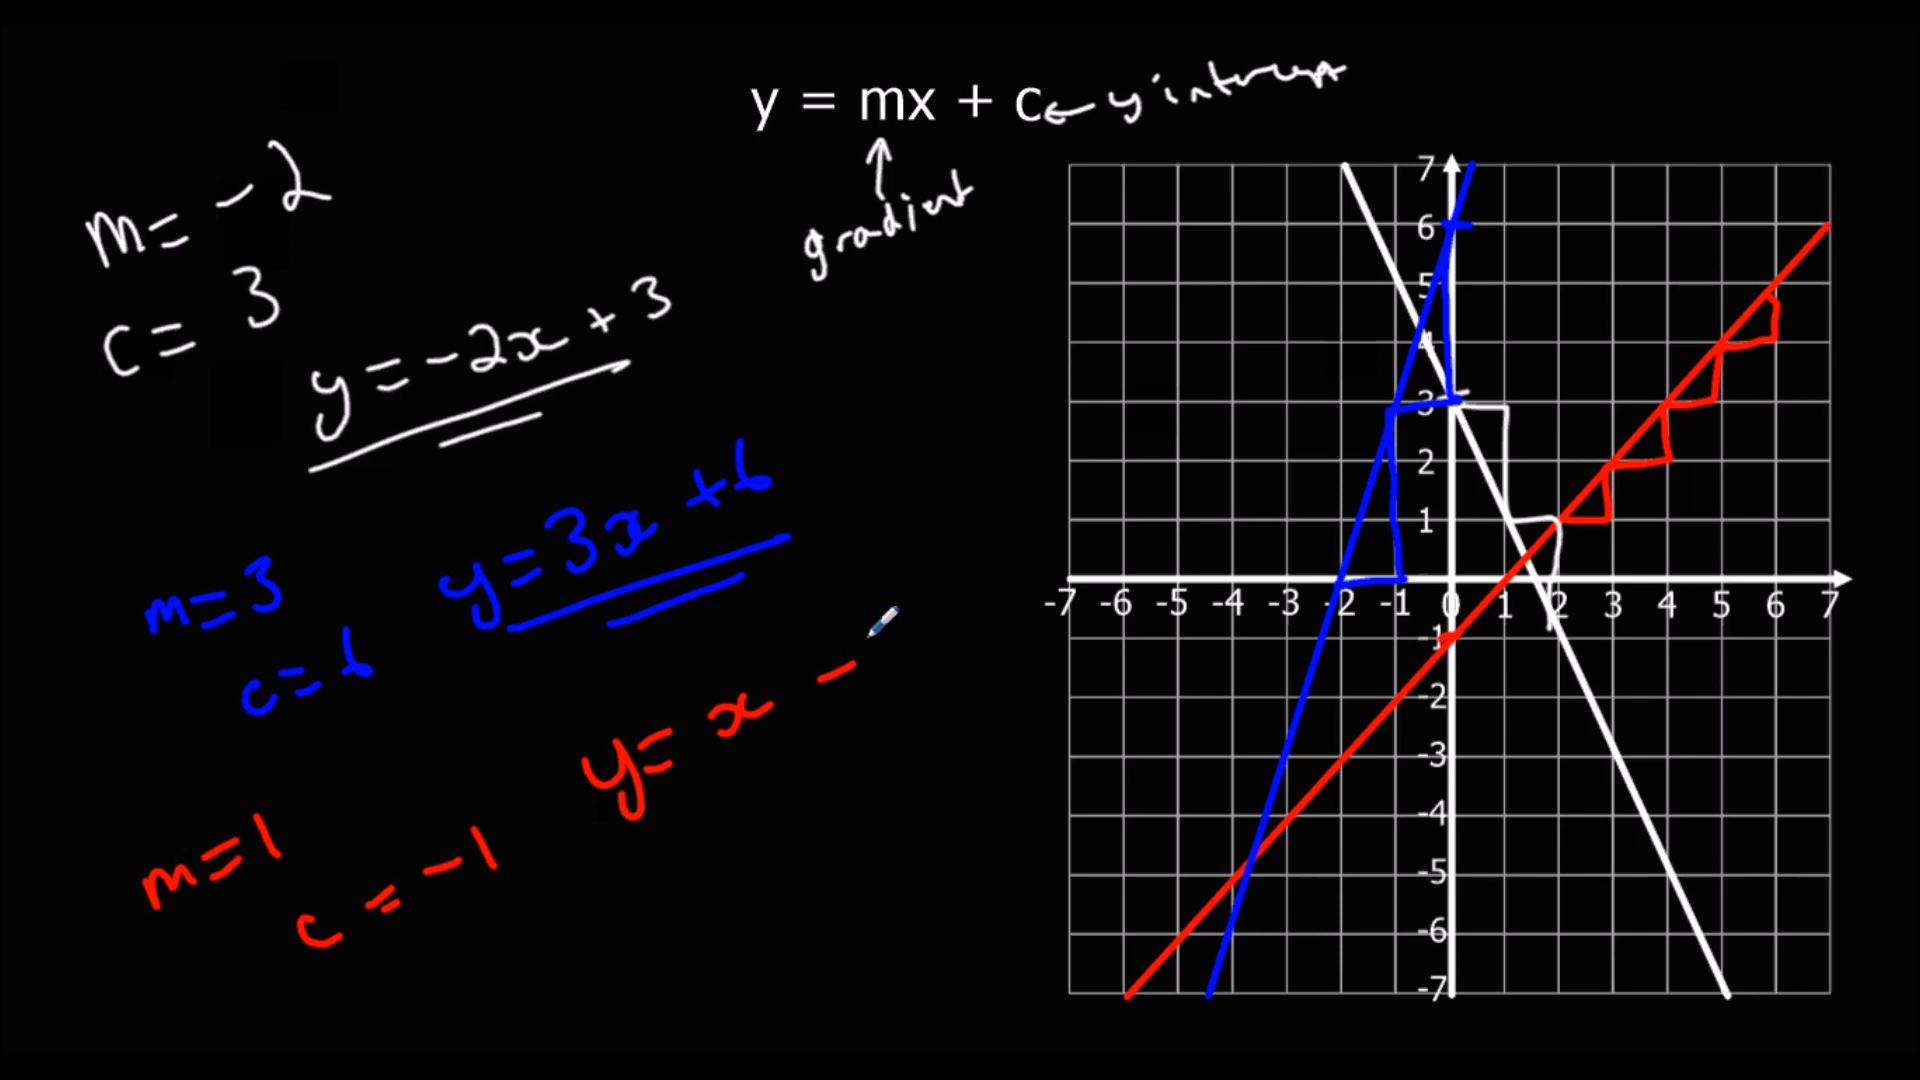 y = mx + c ← y intercept
gradient
m = -2
c = 3
y = -2x + 3
m = 3
c = 6
y = 3x + 6
m = 1
c = -1
y = x -
7
6
5
4
3
2
1
-7 -6 -5 -4 -3 -2 -1 0 1 2 3 4 5 6 7
-1
-2
-3
-4
-5
-6
-7